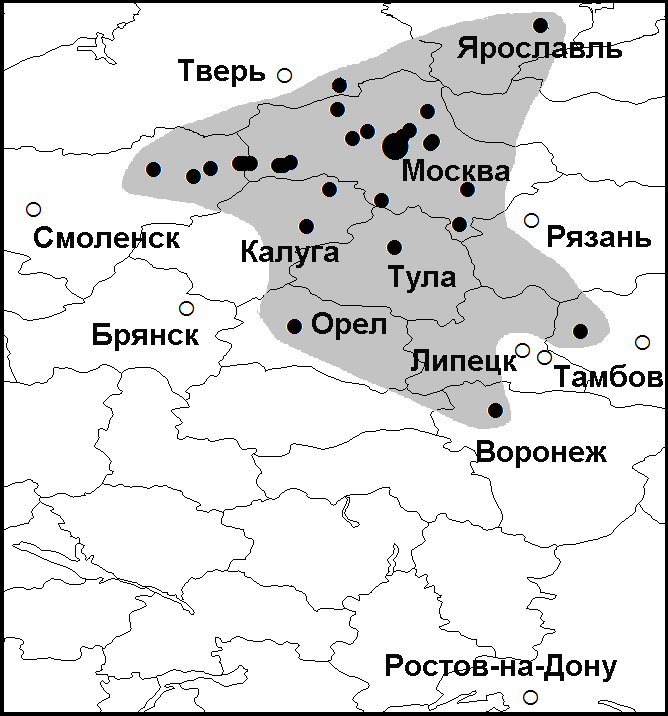 Ярославль
Тверь
Москва
Смоленск
Калуга
Рязань
Тула
Брянск
Орел
Липецк
Тамбов
Воронеж
Ростов-на-Дону